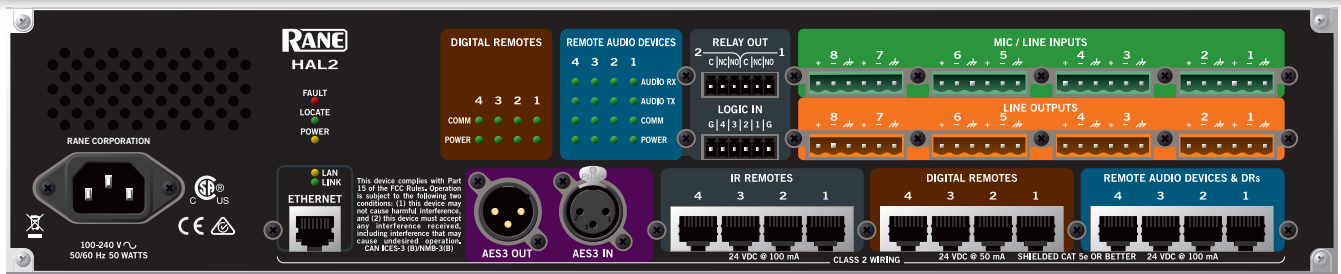 RANE
HAL2
FAULT
LOCATE
POWER
RANE CORPORATION
100-240 V
50/60 Hz 50 WATTS
C US
CE
LAN
LINK
ETHERNET
This device complies with Part
15 of the FCC Rules. Operation
is subject to the following two
conditions: (1) this device may
not cause harmful interference,
and (2) this device must accept
any interference received,
including interference that may
cause undesired operation.
CAN ICES-3 (B)/NMB-3(B)
DIGITAL REMOTES
4 3 2 1
COMM
POWER
REMOTE AUDIO DEVICES
4 3 2 1
AUDIO RX
AUDIO TX
COMM
POWER
RELAY OUT
2 1
C|NC|NO|C|NC|NO
LOGIC IN
G|4|3|2|1|G
MIC / LINE INPUTS
+ 8 – + 7 – + 6 – + 5 – + 4 – + 3 – + 2 – + 1 –
LINE OUTPUTS
+ 8 – + 7 – + 6 – + 5 – + 4 – + 3 – + 2 – + 1 –
PUSH
AES3 OUT
AES3 IN
IR REMOTES
4 3 2 1
24 VDC @ 100 mA
DIGITAL REMOTES
4 3 2 1
24 VDC @ 50 mA
REMOTE AUDIO DEVICES & DRs
4 3 2 1
24 VDC @ 100 mA
CLASS 2 WIRING
SHIELDED CAT 5e OR BETTER